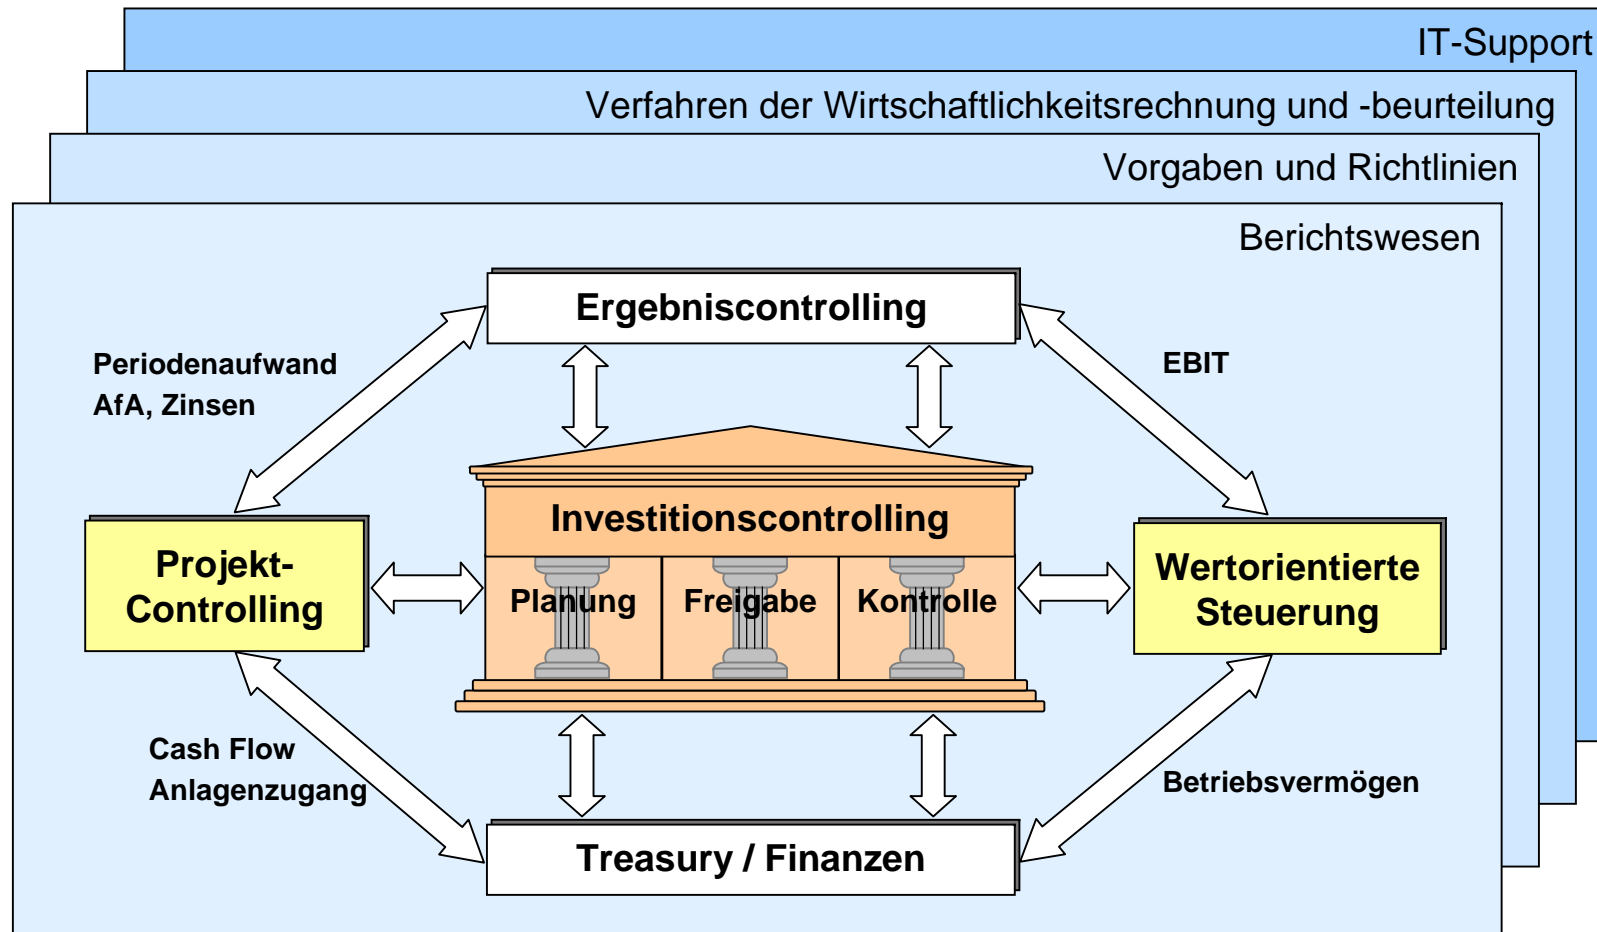 IT-Support
Verfahren der Wirtschaftlichkeitsrechnung und -beurteilung
Vorgaben und Richtlinien
Berichtswesen
Ergebniscontrolling
Periodenaufwand
AfA, Zinsen
EBIT
Investitionscontrolling
Projekt-
Controlling
Planung
Freigabe
Kontrolle
Wertorientierte
Steuerung
Cash Flow
Anlagenzugang
Betriebsvermögen
Treasury / Finanzen